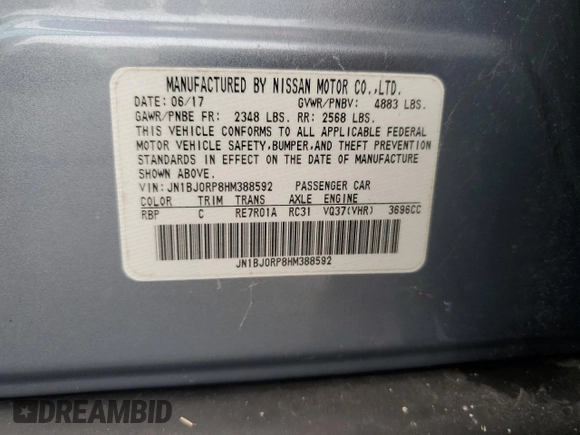 MANUFACTURED BY NISSAN MOTOR CO.,LTD.
DATE: 06/17 GVWR/PNBV: 4883 LBS.
GAWR/PNBE FR: 2348 LBS. RR: 2568 LBS.
THIS VEHICLE CONFORMS TO ALL APPLICABLE FEDERAL
MOTOR VEHICLE SAFETY,BUMPER,AND THEFT PREVENTION
STANDARDS IN EFFECT ON THE DATE OF MANUFACTURE
SHOWN ABOVE.
VIN: JN1BJ0RP8HM388592 PASSENGER CAR
COLOR TRIM TRANS AXLE ENGINE
RBP C RE7R01A RC31 VQ37(VHR) 3696CC
JN1BJ0RP8HM388592
DREAMBID